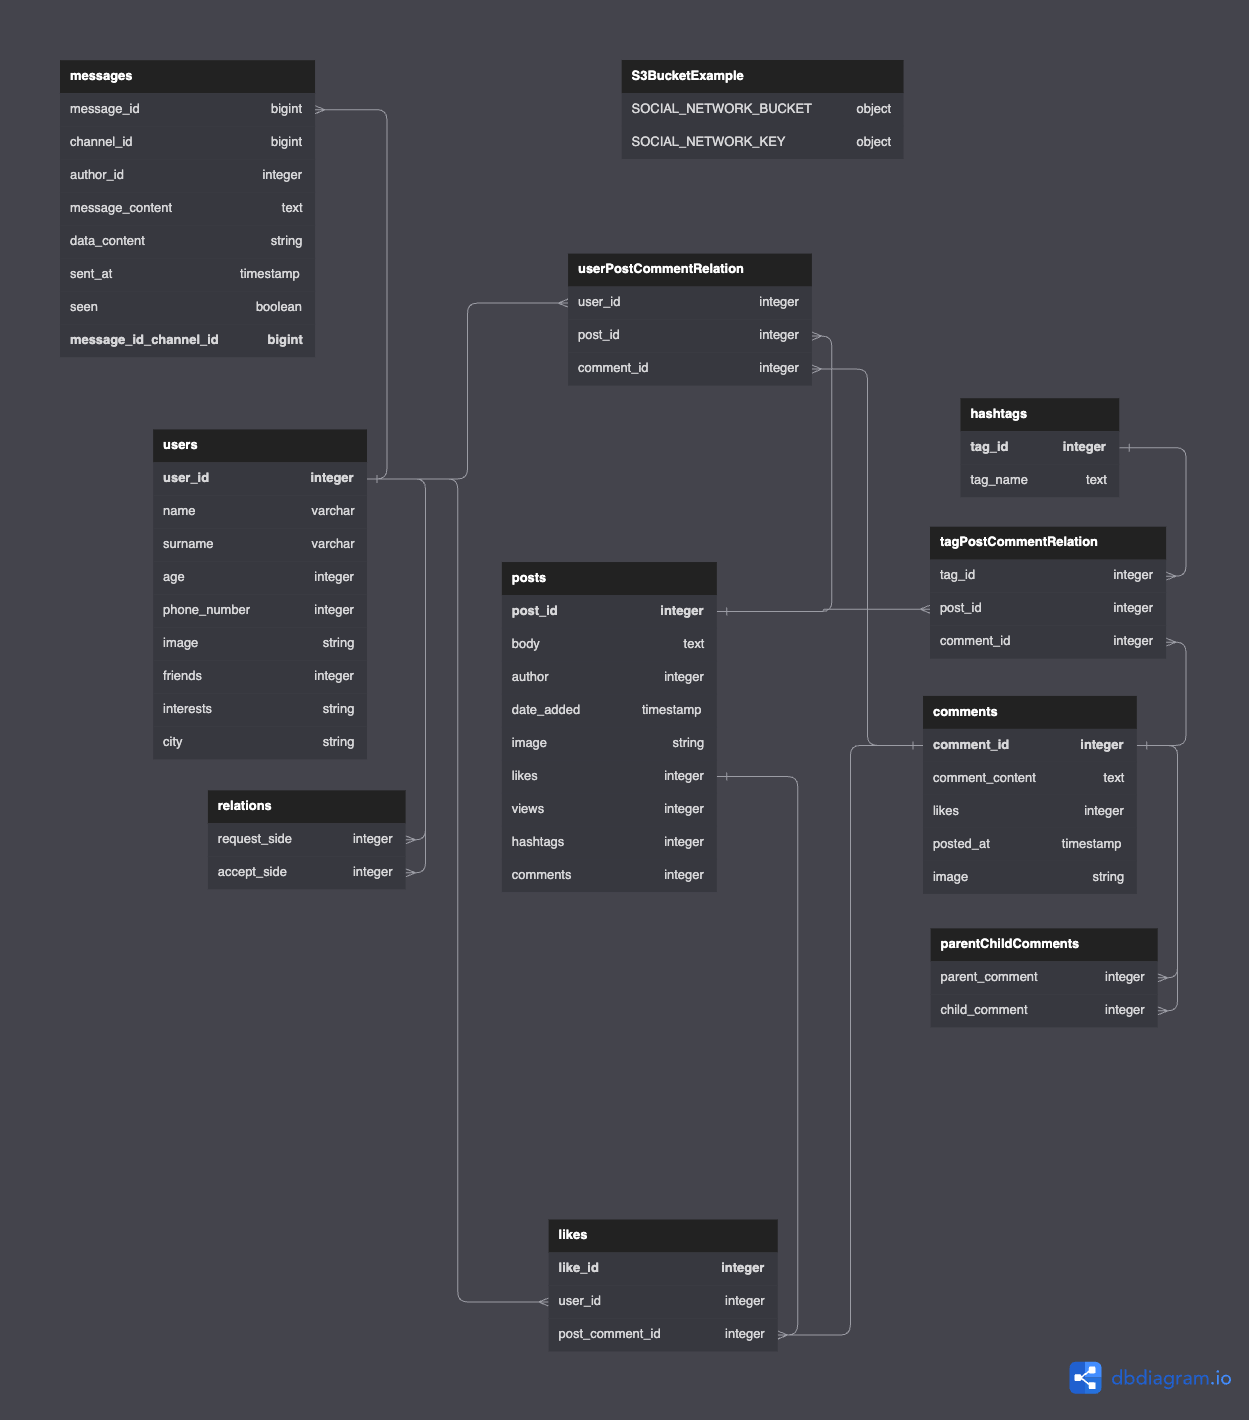 messages
message_id bigint
channel_id bigint
author_id integer
message_content text
data_content string
sent_at timestamp
seen boolean
message_id_channel_id bigint
S3BucketExample
SOCIAL_NETWORK_BUCKET object
SOCIAL_NETWORK_KEY object
userPostCommentRelation
user_id integer
post_id integer
comment_id integer
hashtags
tag_id integer
tag_name text
users
user_id integer
name varchar
surname varchar
age integer
phone_number integer
image string
friends integer
interests string
city string
tagPostCommentRelation
tag_id integer
post_id integer
comment_id integer
posts
post_id integer
body text
author integer
date_added timestamp
image string
likes integer
views integer
hashtags integer
comments integer
comments
comment_id integer
comment_content text
likes integer
posted_at timestamp
image string
relations
request_side integer
accept_side integer
parentChildComments
parent_comment integer
child_comment integer
likes
like_id integer
user_id integer
post_comment_id integer
dbdiagram.io